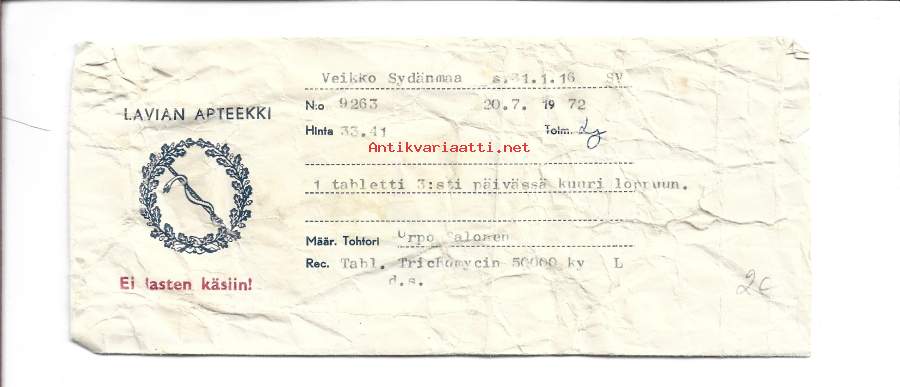 Veikko Sydänmaa s.31.1.16 SV
LAVIAN APTEEKKI
N:o 9263 20.7. 19 72
Hinta 33.41 Toim.
Antikvariaatti.net
1 tabletti 3:sti päivässä kuuri loppuun.
Määr. Tohtori Urpo Salonen
Rec. Tabl. Trichomycin 50000 ky L
d.s.
Ei lasten käsiin!
2€